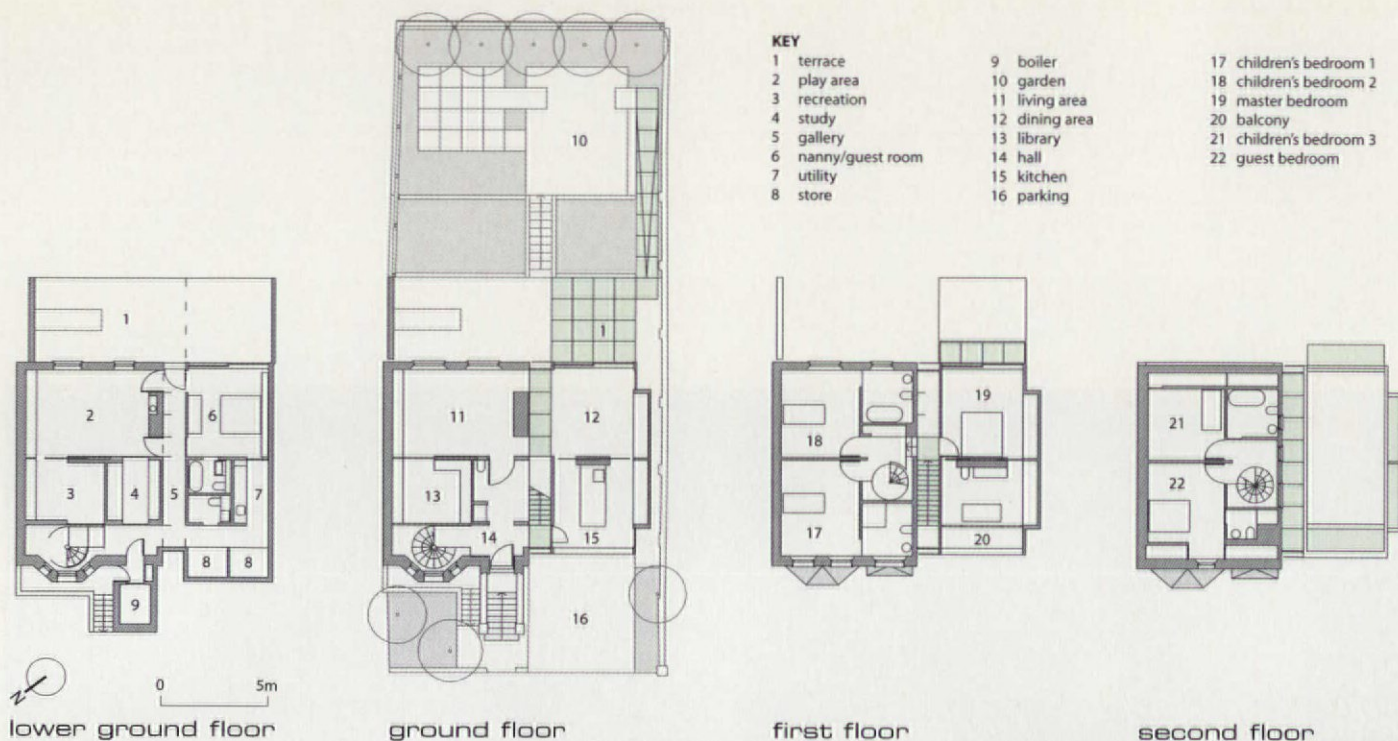 KEY
1 terrace
2 play area
3 recreation
4 study
5 gallery
6 nanny/guest room
7 utility
8 store
9 boiler
10 garden
11 living area
12 dining area
13 library
14 hall
15 kitchen
16 parking
17 children's bedroom 1
18 children's bedroom 2
19 master bedroom
20 balcony
21 children's bedroom 3
22 guest bedroom
1
2
6
3
4
5
7
8
8
9
N
0 5m
lower ground floor
10
1
11
12
13
14
15
16
ground floor
19
18
17
20
first floor
21
22
second floor